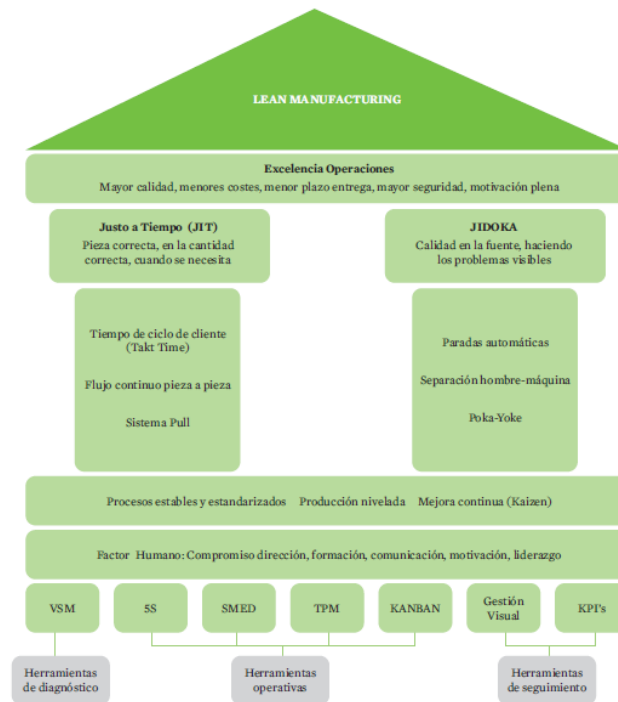 LEAN MANUFACTURING
Excelencia Operaciones
Mayor calidad, menores costes, menor plazo entrega, mayor seguridad, motivación plena
Justo a Tiempo (JIT)
Pieza correcta, en la cantidad
correcta, cuando se necesita
JIDOKA
Calidad en la fuente, haciendo
los problemas visibles
Tiempo de ciclo de cliente
(Takt Time)
Flujo continuo pieza a pieza
Sistema Pull
Paradas automáticas
Separación hombre-máquina
Poka-Yoke
Procesos estables y estandarizados Producción nivelada Mejora continua (Kaizen)
Factor Humano: Compromiso dirección, formación, comunicación, motivación, liderazgo
VSM
5S
SMED
TPM
KANBAN
Gestión
Visual
KPI's
Herramientas
de diagnóstico
Herramientas
operativas
Herramientas
de seguimiento